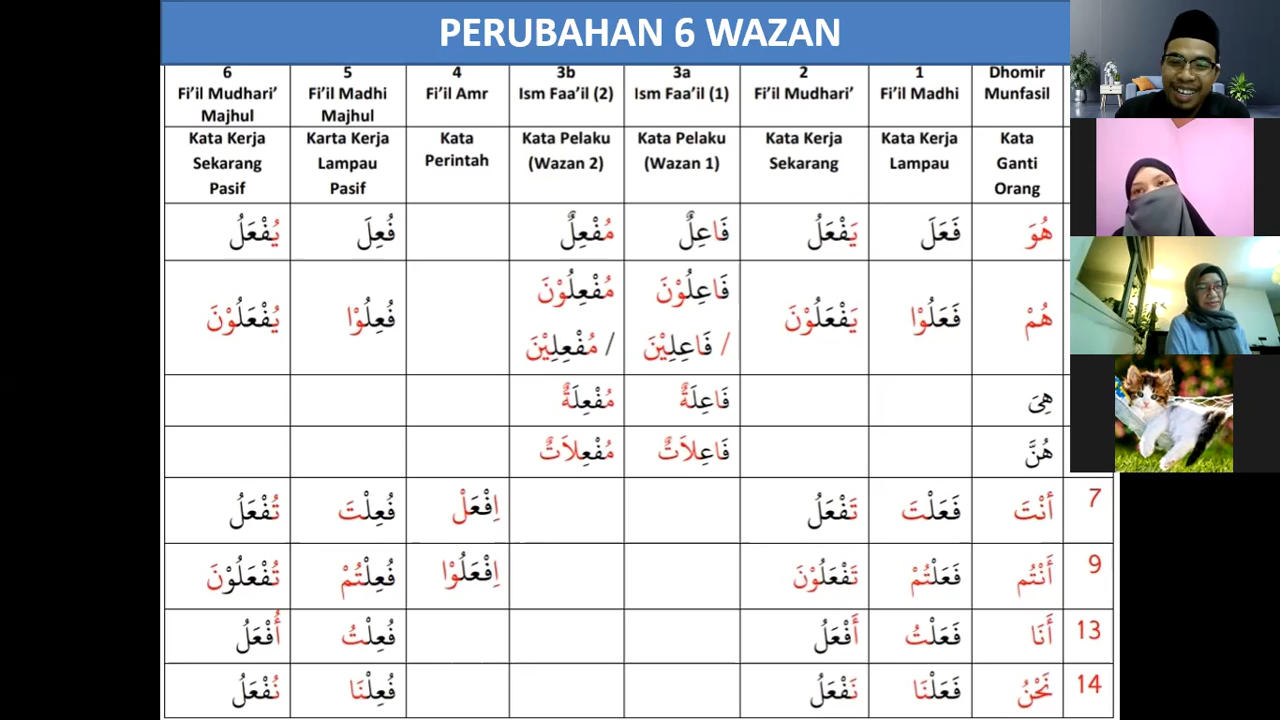 PERUBAHAN 6 WAZAN
6 5 4 3b 3a 2 1 Dhomir
Fi'il Mudhari' Fi'il Madhi Fi'il Amr Ism Faa'il (2) Ism Faa'il (1) Fi'il Mudhari' Fi'il Madhi Munfasil
Majhul Majhul
Kata Kerja Karta Kerja Kata Kata Pelaku Kata Pelaku Kata Kerja Kata Kerja Kata
Sekarang Lampau Perintah (Wazan 2) (Wazan 1) Sekarang Lampau Ganti
Pasif Pasif Orang
هُوَ فَعَلَ يَفْعَلُ فَاعِلٌ مُفْعِلٌ فُعِلَ يُفْعَلُ
هُمْ فَعَلُوْا يَفْعَلُوْنَ فَاعِلُوْنَ مُفْعِلُوْنَ فُعِلُوْا يُفْعَلُوْنَ
/ فَاعِلِيْنَ / مُفْعِلِيْنَ
هِيَ فَاعِلَةٌ مُفْعِلَةٌ
هُنَّ فَاعِلاَتٌ مُفْعِلاَتٌ
7 أَنْتَ فَعَلْتَ تَفْعَلُ اِفْعَلْ فُعِلْتَ تُفْعَلُ
9 أَنْتُم فَعَلْتُمْ تَفْعَلُوْنَ اِفْعَلُوْا فُعِلْتُمْ تُفْعَلُوْنَ
13 أَنَا فَعَلْتُ أَفْعَلُ فُعِلْتُ أُفْعَلُ
14 نَحْنُ فَعَلْنَا نَفْعَلُ فُعِلْنَا نُفْعَلُ